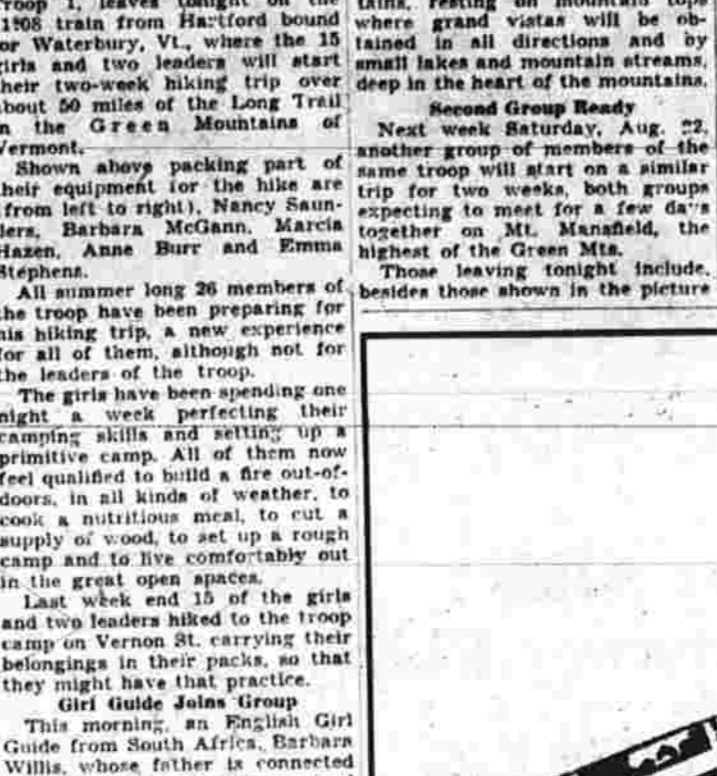 Troop 1, leaves tonight on the
1908 train from Hartford bound
or Waterbury, Vt., where the 15
girls and two leaders will start
their two-week hiking trip over
about 50 miles of the Long Trail
n the Green Mountains of
Vermont.
Shown above packing part of
heir equipment for the hike are
(from left to right), Nancy Saun-
ders, Barbara McGann, Marcia
Hazen, Anne Burr and Emma
Stephens.
All summer long 26 members of
the troop have been preparing for
his hiking trip, a new experience
for all of them, although not for
the leaders of the troop.
The girls have been spending one
night a week perfecting their
camping skills and setting up a
primitive camp. All of them now
feel qualified to build a fire out-of-
doors, in all kinds of weather, to
cook a nutritious meal, to cut a
supply of wood, to set up a rough
camp and to live comfortably out
in the great open spaces.
Last week end 15 of the girls
and two leaders hiked to the troop
camp on Vernon St. carrying their
belongings in their packs, so that
they might have that practice.
Girl Guide Joins Group
This morning, an English Girl
Guide from South Africa, Barbara
Willis, whose father is connected
tains, resting on mountain tops
where grand vistas will be ob-
tained in all directions and by
small lakes and mountain streams,
deep in the heart of the mountains.
Second Group Ready
Next week Saturday, Aug. 22,
another group of members of the
same troop will start on a similar
trip for two weeks, both groups
expecting to meet for a few days
together on Mt. Mansfield, the
highest of the Green Mts.
Those leaving tonight include,
besides those shown in the picture